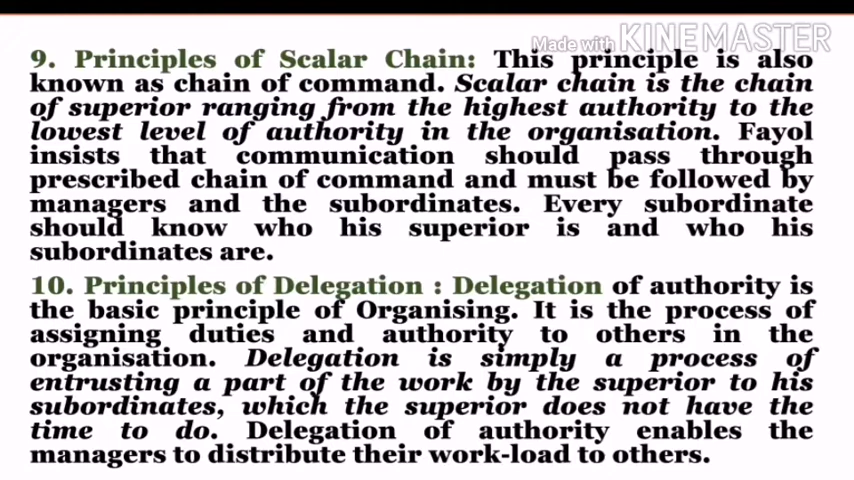 Made with KINEMASTER
9. Principles of Scalar Chain: This principle is also
known as chain of command. Scalar chain is the chain
of superior ranging from the highest authority to the
lowest level of authority in the organisation. Fayol
insists that communication should pass through
prescribed chain of command and must be followed by
managers and the subordinates. Every subordinate
should know who his superior is and who his
subordinates are.
10. Principles of Delegation : Delegation of authority is
the basic principle of Organising. It is the process of
assigning duties and authority to others in the
organisation. Delegation is simply a process of
entrusting a part of the work by the superior to his
subordinates, which the superior does not have the
time to do. Delegation of authority enables the
managers to distribute their work-load to others.